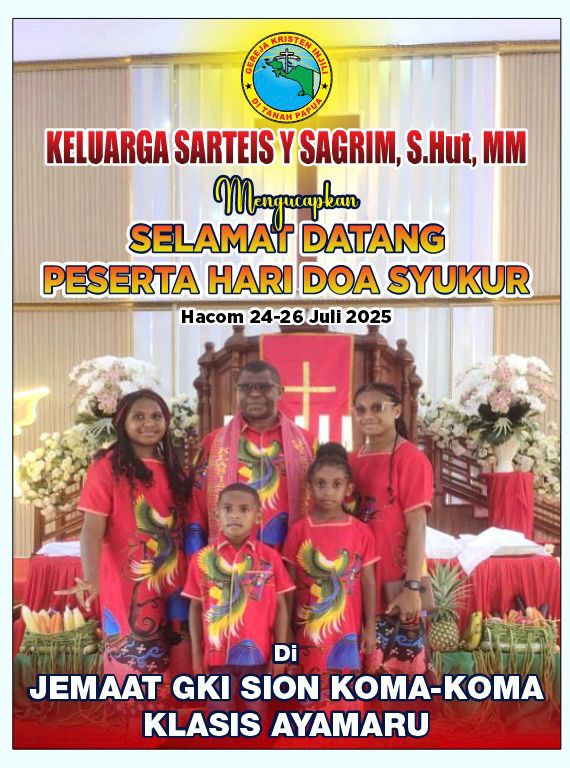 GEREJA KRISTEN INJILI
DI TANAH PAPUA
KELUARGA SARTEIS Y SAGRIM, S.Hut, MM
Mengucapkan
SELAMAT DATANG
PESERTA HARI DOA SYUKUR
Hacom 24-26 Juli 2025
Di
JEMAAT GKI SION KOMA-KOMA
KLASIS AYAMARU